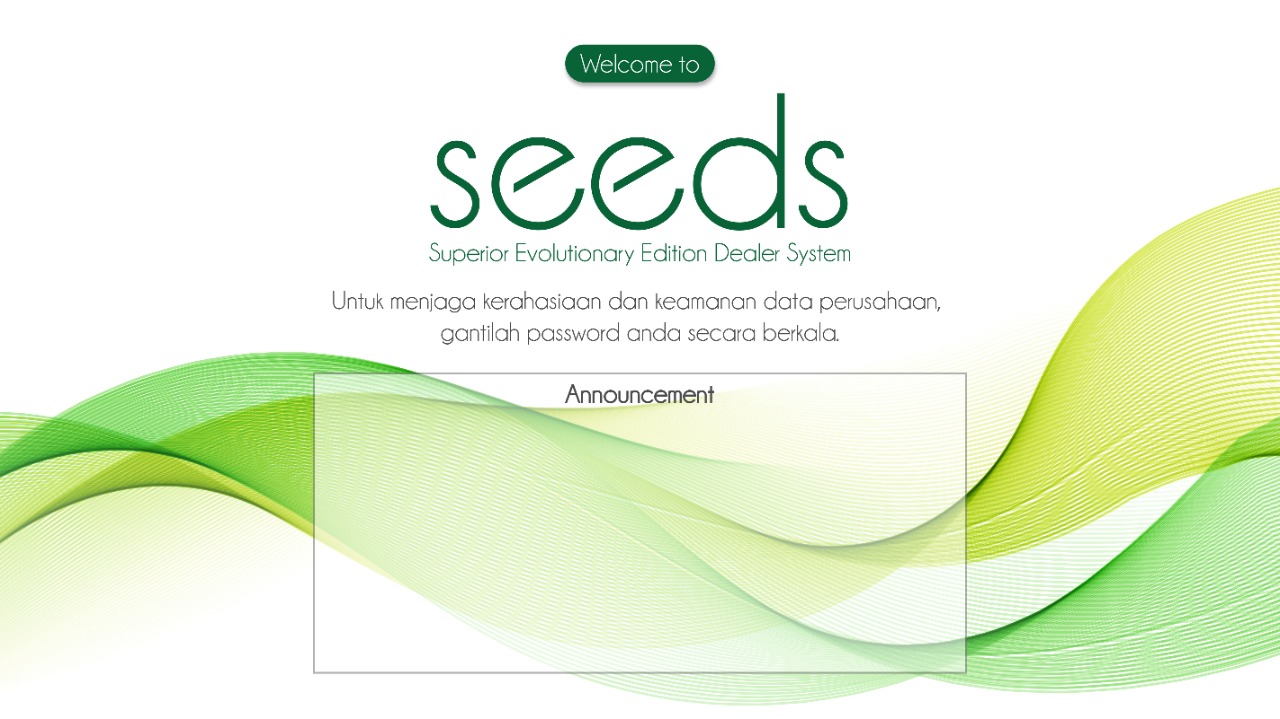 Welcome to
seeds
Superior Evolutionary Edition Dealer System
Untuk menjaga kerahasiaan dan keamanan data perusahaan,
gantilah password anda secara berkala.
Announcement